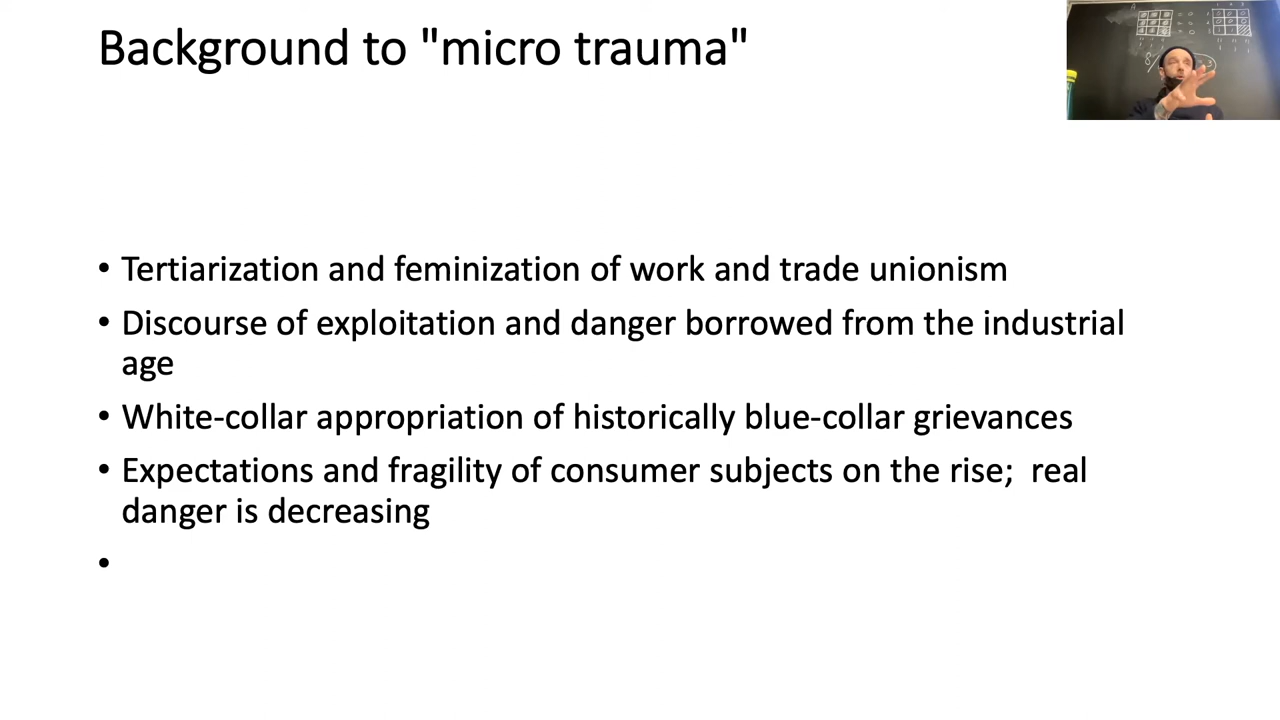 Background to "micro trauma"
• Tertiarization and feminization of work and trade unionism
• Discourse of exploitation and danger borrowed from the industrial
age
• White-collar appropriation of historically blue-collar grievances
• Expectations and fragility of consumer subjects on the rise;  real
danger is decreasing
•